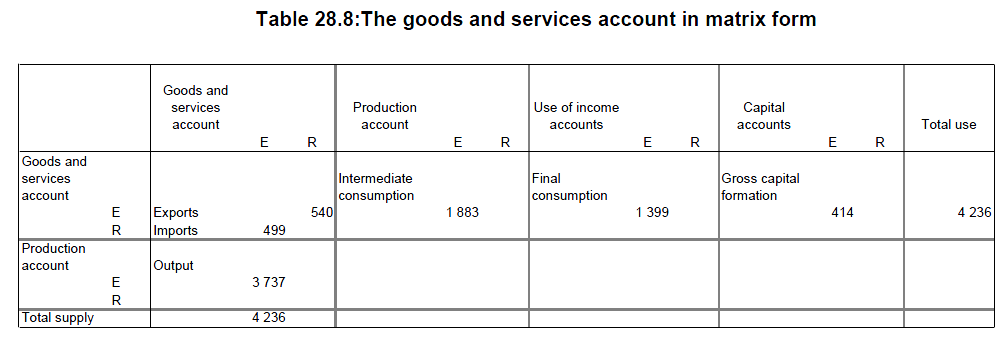 Table 28.8:The goods and services account in matrix form
Goods and
services
account
E R
Production
account
E R
Use of income
accounts
E R
Capital
accounts
E R
Total use
Goods and
services
account
E
R
Exports 540
Imports 499
Intermediate
consumption
1 883
Final
consumption
1 399
Gross capital
formation
414
4 236
Production
account
E
R
Output
3 737
Total supply 4 236